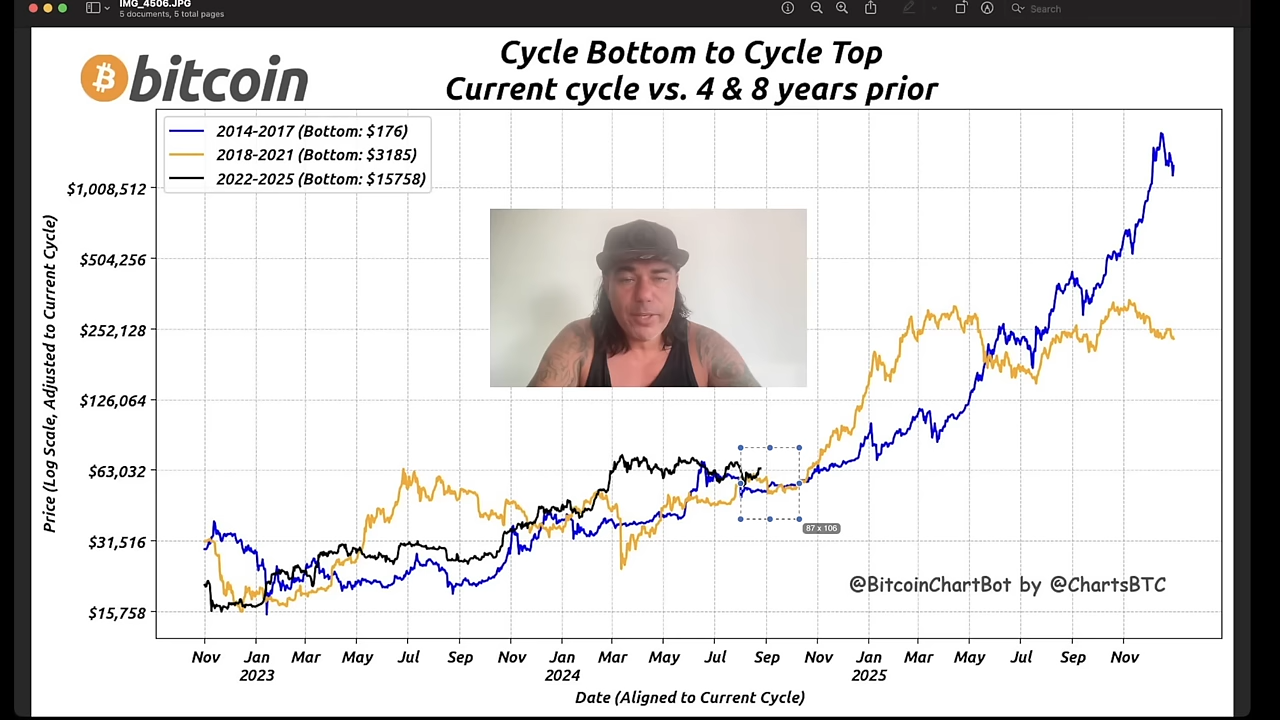 IMG_4506.JPG
5 documents, 5 total pages
Search
bitcoin
Cycle Bottom to Cycle Top
Current cycle vs. 4 & 8 years prior
2014-2017 (Bottom: $176)
2018-2021 (Bottom: $3185)
2022-2025 (Bottom: $15758)
Price (Log Scale, Adjusted to Current Cycle)
$1,008,512
$504,256
$252,128
$126,064
$63,032
$31,516
$15,758
87 x 106
@BitcoinChartBot by @ChartsBTC
Nov Jan Mar May Jul Sep Nov Jan Mar May Jul Sep Nov Jan Mar May Jul Sep Nov
2023 2024 2025
Date (Aligned to Current Cycle)